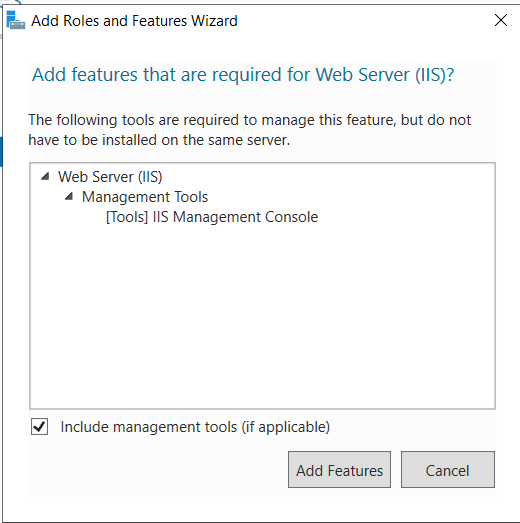 Add Roles and Features Wizard
Add features that are required for Web Server (IIS)?
The following tools are required to manage this feature, but do not
have to be installed on the same server.
Web Server (IIS)
Management Tools
[Tools] IIS Management Console
Include management tools (if applicable)
Add Features
Cancel